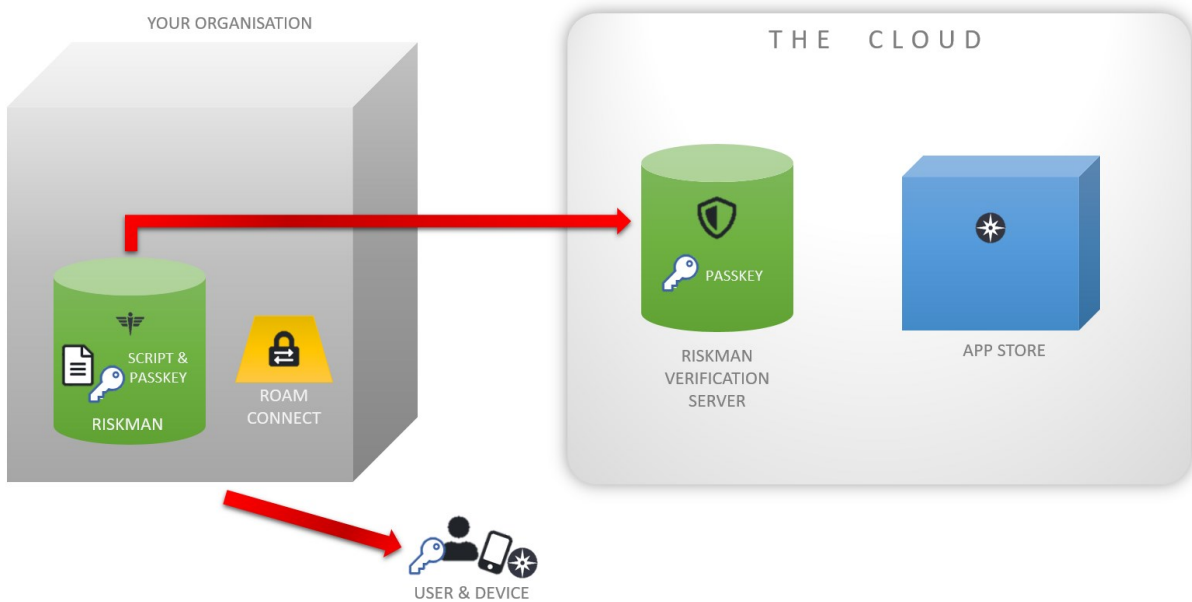 YOUR ORGANISATION
THE CLOUD
PASSKEY
SCRIPT &
PASSKEY
RISKMAN
ROAM
CONNECT
RISKMAN
VERIFICATION
SERVER
APP STORE
USER & DEVICE